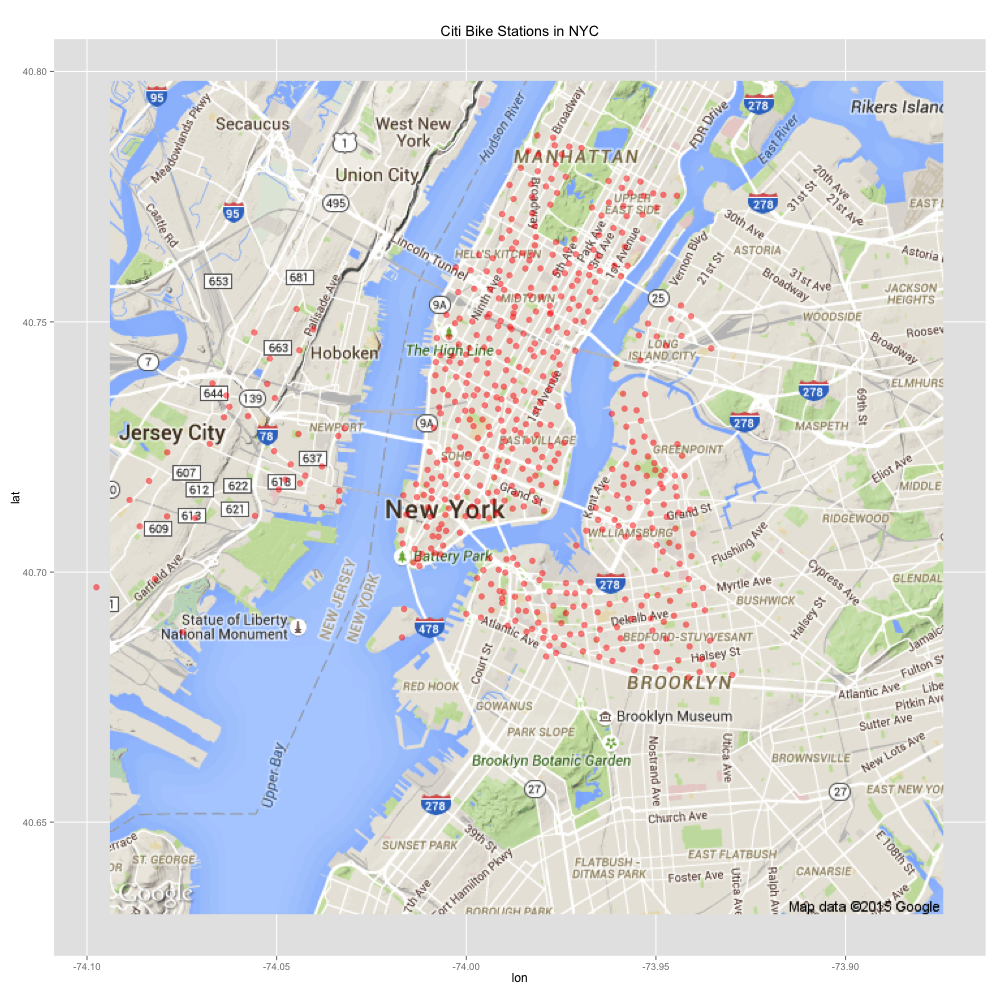 Citi Bike Stations in NYC
40.80
40.75
40.70
40.65
lat
-74.10
-74.05
-74.00
-73.95
-73.90
lon
95
Meadowlands Pkwy
Secaucus
1
West New
York
Hudson River
Broadway
FDR Drive
278
East River
Rikers Island
MANHATTAN
Union City
495
95
Castle Rd
Broadway
UPPER
EAST SIDE
278
20th Ave
31st St
21st Ave
30th Ave
ASTORIA
Astoria
Lincoln Tunnel
HELL'S KITCHEN
5th Ave
Park Ave
3rd Ave
1st Avenue
Vernon Blvd
21st St
31st Ave
Broadway
JACKSON
HEIGHTS
653
681
Palisade Ave
9A
Ninth Ave
MIDTOWN
25
WOODSIDE
Broadway
663
Hoboken
The High Line
LONG
ISLAND CITY
7
644
139
1st Avenue
278
69th St
ELMHURS
Jersey City
78
NEWPORT
9A
EAST VILLAGE
278
MASPETH
SOHO
GREENPOINT
637
607
612
622
618
613
621
609
New York
Grand St
Kent Ave
Grand St
WILLIAMSBURG
Eliot Ave
MIDDLE
RIDGEWOOD
Flushing Ave
Battery Park
Garfield Ave
NEW JERSEY
NEW YORK
278
Myrtle Ave
BUSHWICK
Cypress Ave
GLENDAL
Halsey St
Statue of Liberty
National Monument
478
Atlantic Ave
Dekalb Ave
BEDFORD-STUYVESANT
Halsey St
Jamaic
Court St
RED HOOK
BROOKLYN
Fulton St
Atlantic Ave
Libe
Pitkin Av
Sutter Ave
GOWANUS
PARK SLOPE
Brooklyn Museum
Upper Bay
Brooklyn Botanic Garden
Nostrand Ave
Utica Ave
BROWNSVILLE
New Lots Ave
278
27
27
EAST NEW YOR
Church Ave
39th St
SUNSET PARK
E 108th St
ST. GEORGE
FLATBUSH -
DITMAS PARK
EAST FLATBUSH
Foster Ave
CANARSIE
7th Ave
ort Hamilton Pkwy
Utica Av
Ralph A
BOROUGH PARK
Google
Map data ©2015 Google